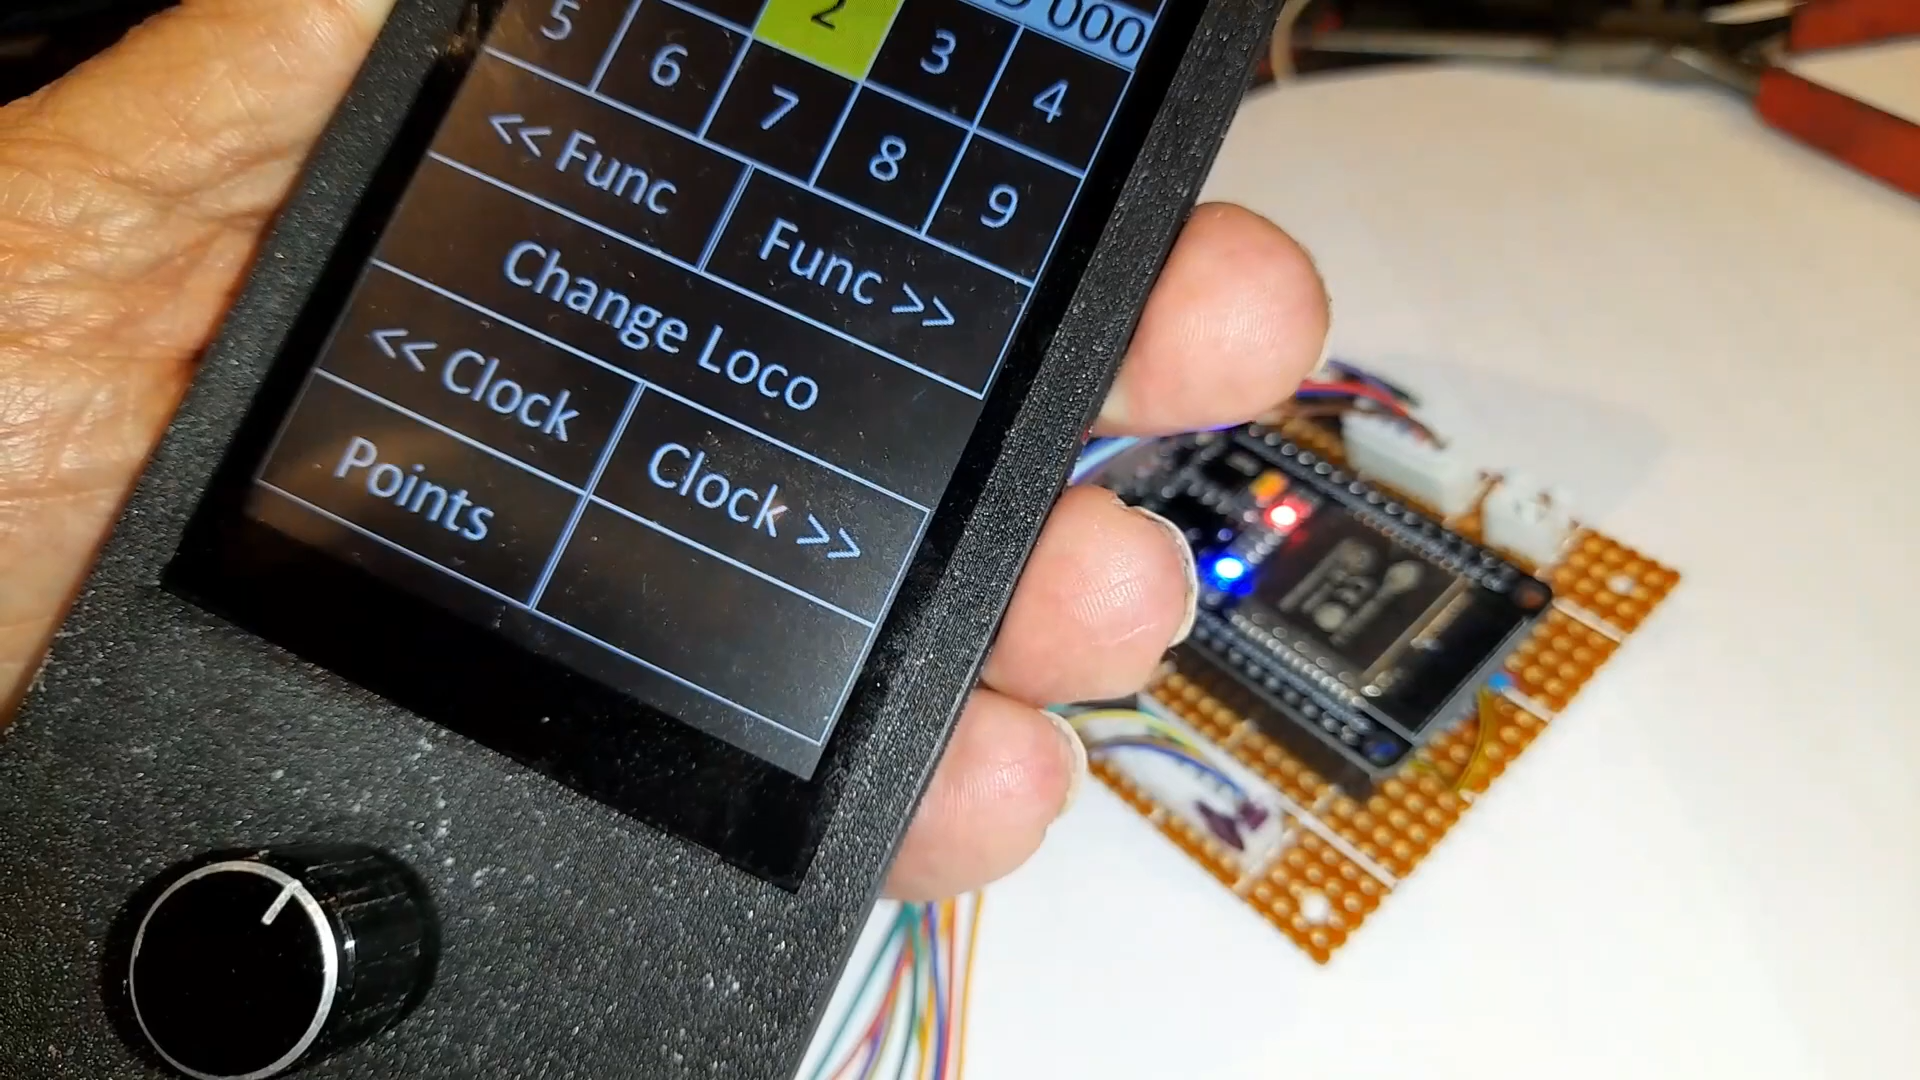 000
2 3 4
5 6 7 8 9
<< Func Func >>
Change Loco
<< Clock Clock >>
Points